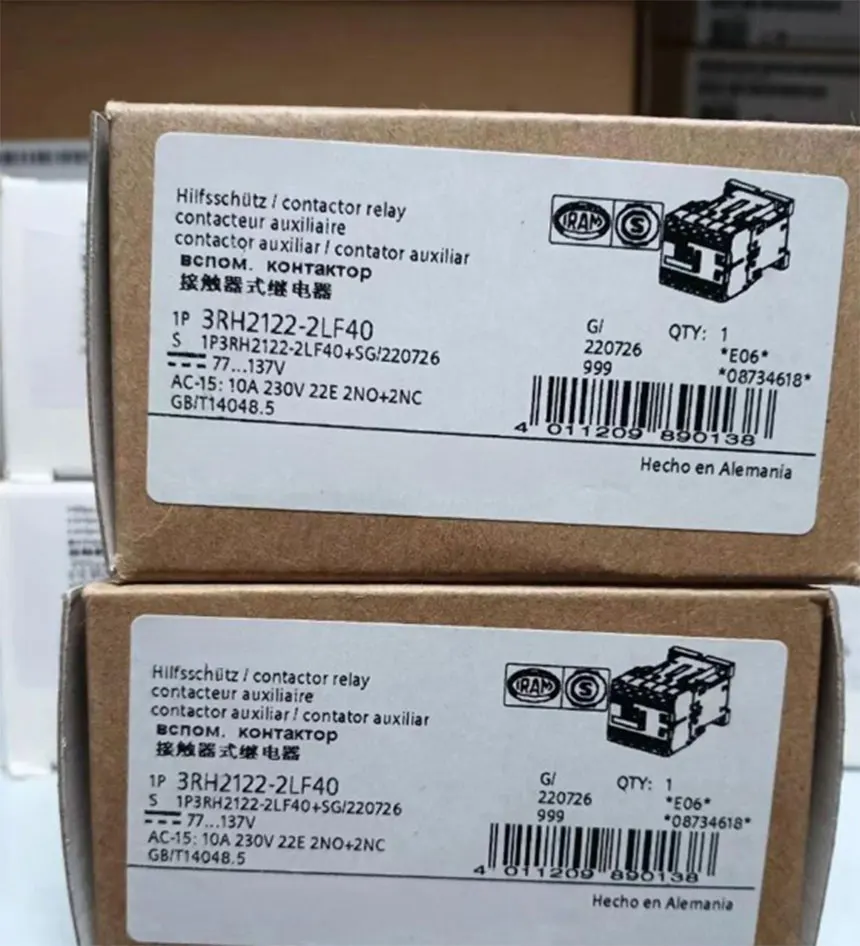 Hilfsschütz / contactor relay
contacteur auxiliaire
contactor auxiliar / contator auxiliar
вспом. контактор
接触器式继电器
IRAM S
1P 3RH2122-2LF40
S 1P3RH2122-2LF40+SG/220726
77...137V
AC-15: 10A 230V 22E 2NO+2NC
GB/T14048.5
G/ QTY: 1
220726 *E06*
999 *08734618*
4 011209 890138
Hecho en Alemania
Hilfsschütz / contactor relay
contacteur auxiliaire
contactor auxiliar / contator auxiliar
вспом. контактор
接触器式继电器
IRAM S
1P 3RH2122-2LF40
S 1P3RH2122-2LF40+SG/220726
77...137V
AC-15: 10A 230V 22E 2NO+2NC
GB/T14048.5
G/ QTY: 1
220726 *E06*
999 *08734618*
4 011209 890138
Hecho en Alemania